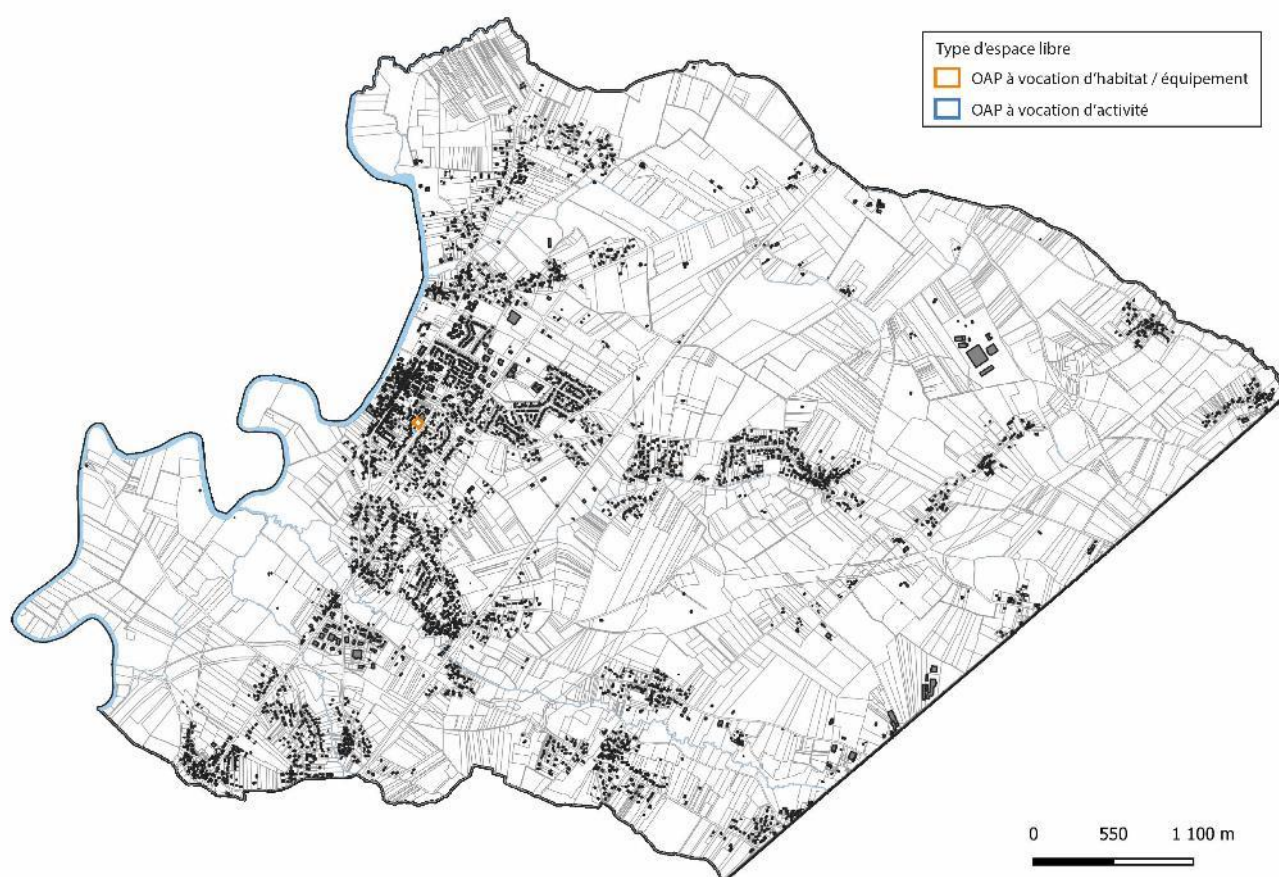 Type d'espace libre
OAP à vocation d'habitat / équipement
OAP à vocation d'activité
0 550 1 100 m